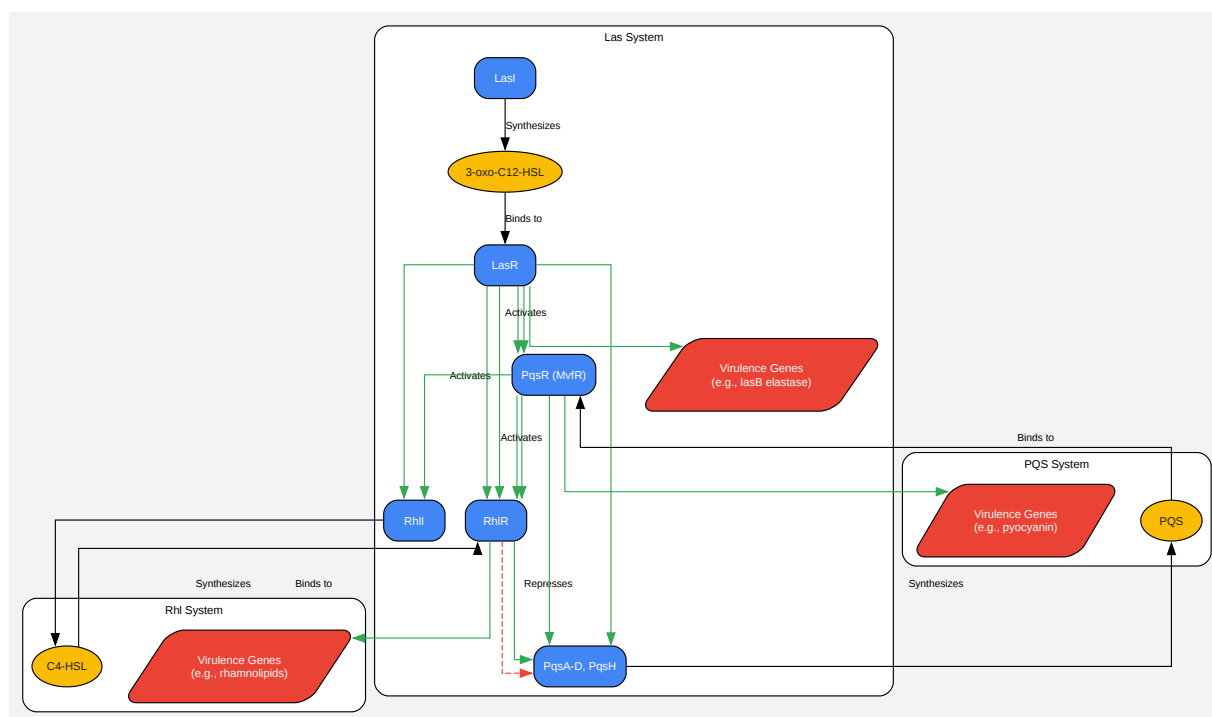 Las System
LasI
Synthesizes
3-oxo-C12-HSL
Binds to
LasR
Activates
Virulence Genes
(e.g., lasB elastase)
PqsR (MvfR)
Activates
Activates
Binds to
PQS System
Virulence Genes
(e.g., pyocyanin)
PQS
RhlI
RhlR
Synthesizes
Binds to
Represses
Synthesizes
Rhl System
C4-HSL
Virulence Genes
(e.g., rhamnolipids)
PqsA-D, PqsH